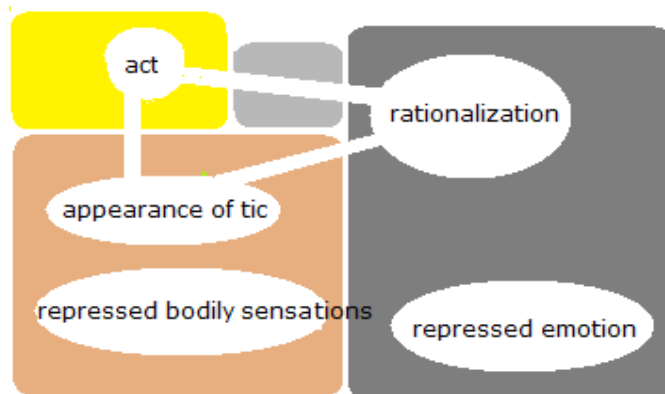 act
rationalization
appearance of tic
repressed bodily sensations
repressed emotion